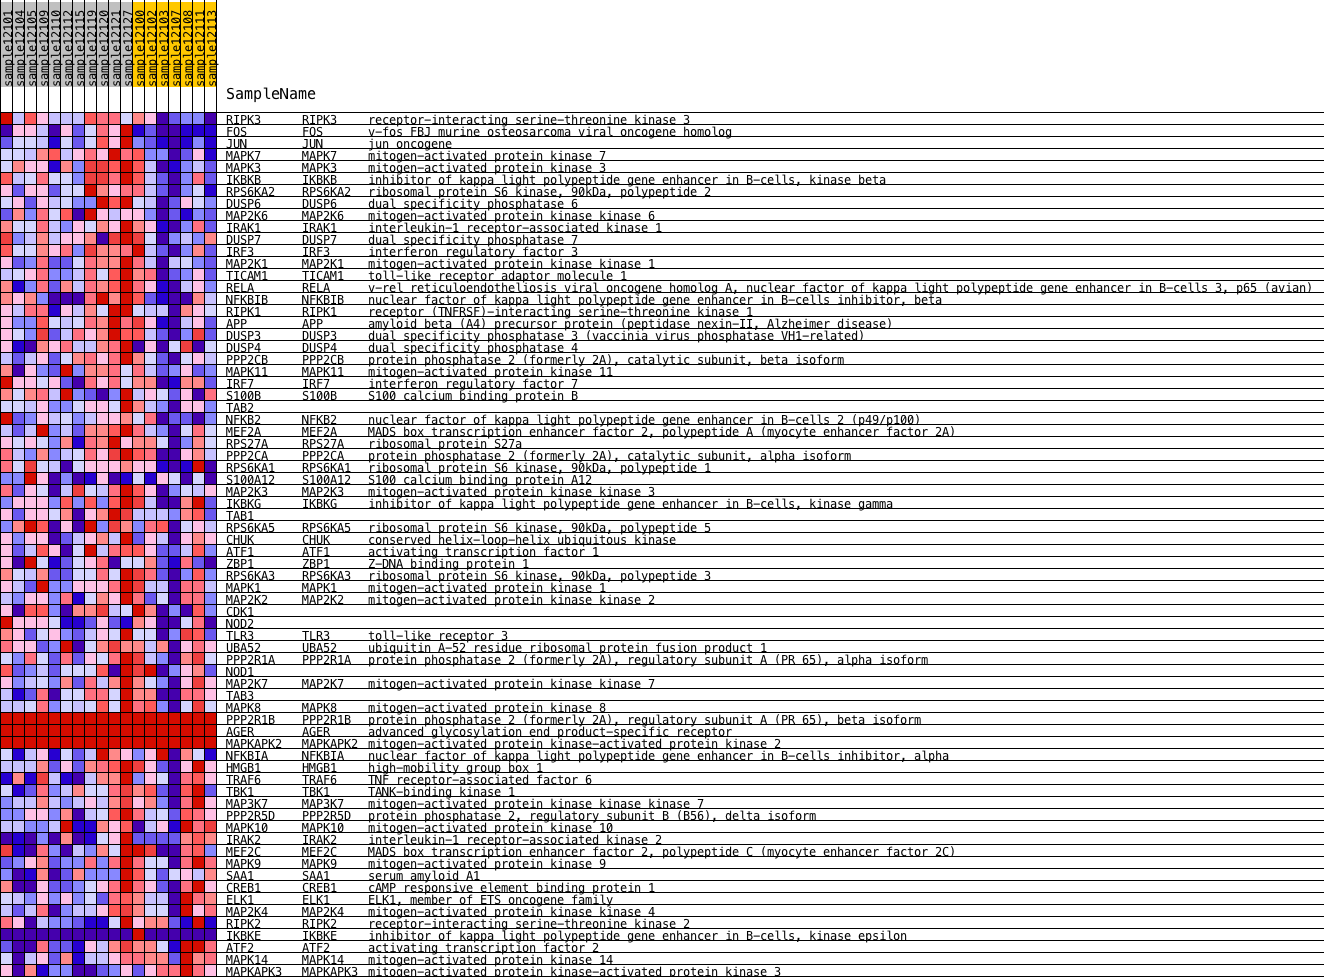 sample12101 sample12104 sample12105 sample12109 sample12110 sample12112 sample12115 sample12119 sample12120 sample12121 sample12127 sample12100 sample12102 sample12103 sample12107 sample12108 sample12111 sample12113
SampleName
RIPK3 RIPK3 receptor-interacting serine-threonine kinase 3
FOS FOS v-fos FBJ murine osteosarcoma viral oncogene homolog
JUN JUN jun oncogene
MAPK7 MAPK7 mitogen-activated protein kinase 7
MAPK3 MAPK3 mitogen-activated protein kinase 3
IKBKB IKBKB inhibitor of kappa light polypeptide gene enhancer in B-cells, kinase beta
RPS6KA2 RPS6KA2 ribosomal protein S6 kinase, 90kDa, polypeptide 2
DUSP6 DUSP6 dual specificity phosphatase 6
MAP2K6 MAP2K6 mitogen-activated protein kinase kinase 6
IRAK1 IRAK1 interleukin-1 receptor-associated kinase 1
DUSP7 DUSP7 dual specificity phosphatase 7
IRF3 IRF3 interferon regulatory factor 3
MAP2K1 MAP2K1 mitogen-activated protein kinase kinase 1
TICAM1 TICAM1 toll-like receptor adaptor molecule 1
RELA RELA v-rel reticuloendotheliosis viral oncogene homolog A, nuclear factor of kappa light polypeptide gene enhancer in B-cells 3, p65 (avian)
NFKBIB NFKBIB nuclear factor of kappa light polypeptide gene enhancer in B-cells inhibitor, beta
RIPK1 RIPK1 receptor (TNFRSF)-interacting serine-threonine kinase 1
APP APP amyloid beta (A4) precursor protein (peptidase nexin-II, Alzheimer disease)
DUSP3 DUSP3 dual specificity phosphatase 3 (vaccinia virus phosphatase VH1-related)
DUSP4 DUSP4 dual specificity phosphatase 4
PPP2CB PPP2CB protein phosphatase 2 (formerly 2A), catalytic subunit, beta isoform
MAPK11 MAPK11 mitogen-activated protein kinase 11
IRF7 IRF7 interferon regulatory factor 7
S100B S100B S100 calcium binding protein B
TAB2
NFKB2 NFKB2 nuclear factor of kappa light polypeptide gene enhancer in B-cells 2 (p49/p100)
MEF2A MEF2A MADS box transcription enhancer factor 2, polypeptide A (myocyte enhancer factor 2A)
RPS27A RPS27A ribosomal protein S27a
PPP2CA PPP2CA protein phosphatase 2 (formerly 2A), catalytic subunit, alpha isoform
RPS6KA1 RPS6KA1 ribosomal protein S6 kinase, 90kDa, polypeptide 1
S100A12 S100A12 S100 calcium binding protein A12
MAP2K3 MAP2K3 mitogen-activated protein kinase kinase 3
IKBKG IKBKG inhibitor of kappa light polypeptide gene enhancer in B-cells, kinase gamma
TAB1
RPS6KA5 RPS6KA5 ribosomal protein S6 kinase, 90kDa, polypeptide 5
CHUK CHUK conserved helix-loop-helix ubiquitous kinase
ATF1 ATF1 activating transcription factor 1
ZBP1 ZBP1 Z-DNA binding protein 1
RPS6KA3 RPS6KA3 ribosomal protein S6 kinase, 90kDa, polypeptide 3
MAPK1 MAPK1 mitogen-activated protein kinase 1
MAP2K2 MAP2K2 mitogen-activated protein kinase kinase 2
CDK1
NOD2
TLR3 TLR3 toll-like receptor 3
UBA52 UBA52 ubiquitin A-52 residue ribosomal protein fusion product 1
PPP2R1A PPP2R1A protein phosphatase 2 (formerly 2A), regulatory subunit A (PR 65), alpha isoform
NOD1
MAP2K7 MAP2K7 mitogen-activated protein kinase kinase 7
TAB3
MAPK8 MAPK8 mitogen-activated protein kinase 8
PPP2R1B PPP2R1B protein phosphatase 2 (formerly 2A), regulatory subunit A (PR 65), beta isoform
AGER AGER advanced glycosylation end product-specific receptor
MAPKAPK2 MAPKAPK2 mitogen-activated protein kinase-activated protein kinase 2
NFKBIA NFKBIA nuclear factor of kappa light polypeptide gene enhancer in B-cells inhibitor, alpha
HMGB1 HMGB1 high-mobility group box 1
TRAF6 TRAF6 TNF receptor-associated factor 6
TBK1 TBK1 TANK-binding kinase 1
MAP3K7 MAP3K7 mitogen-activated protein kinase kinase kinase 7
PPP2R5D PPP2R5D protein phosphatase 2, regulatory subunit B (B56), delta isoform
MAPK10 MAPK10 mitogen-activated protein kinase 10
IRAK2 IRAK2 interleukin-1 receptor-associated kinase 2
MEF2C MEF2C MADS box transcription enhancer factor 2, polypeptide C (myocyte enhancer factor 2C)
MAPK9 MAPK9 mitogen-activated protein kinase 9
SAA1 SAA1 serum amyloid A1
CREB1 CREB1 cAMP responsive element binding protein 1
ELK1 ELK1 ELK1, member of ETS oncogene family
MAP2K4 MAP2K4 mitogen-activated protein kinase kinase 4
RIPK2 RIPK2 receptor-interacting serine-threonine kinase 2
IKBKE IKBKE inhibitor of kappa light polypeptide gene enhancer in B-cells, kinase epsilon
ATF2 ATF2 activating transcription factor 2
MAPK14 MAPK14 mitogen-activated protein kinase 14
MAPKAPK3 MAPKAPK3 mitogen-activated protein kinase-activated protein kinase 3